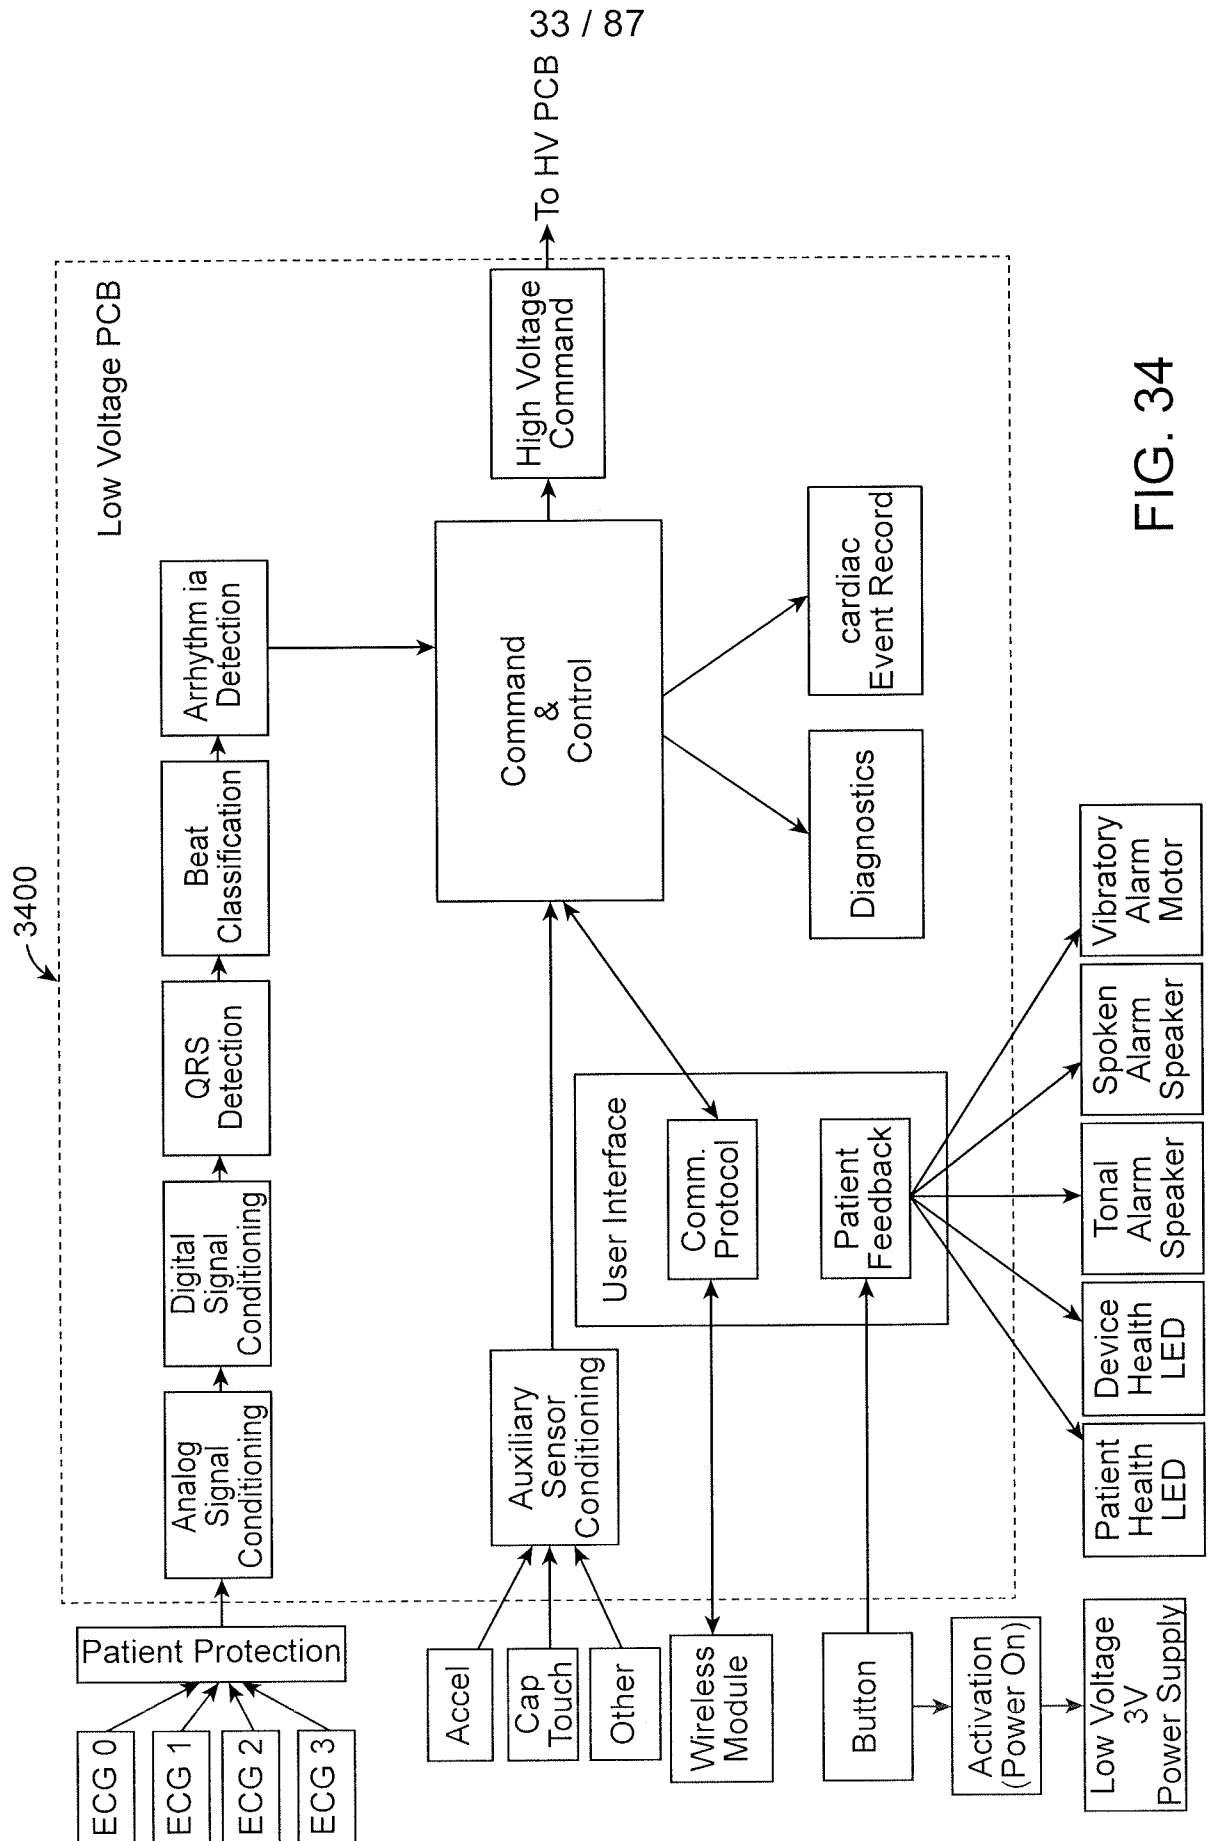 33 / 87
3400
Low Voltage PCB
ECG 0
ECG 1
ECG 2
ECG 3
Patient Protection
Analog
Signal
Conditioning
Digital
Signal
Conditioning
QRS
Detection
Beat
Classification
Arrhythm ia
Detection
Accel
Cap
Touch
Other
Auxiliary
Sensor
Conditioning
Command
&
Control
High Voltage
Command
To HV PCB
Wireless
Module
User Interface
Comm.
Protocol
Patient
Feedback
Diagnostics
cardiac
Event Record
Button
Activation
(Power On)
Low Voltage
3V
Power Supply
Patient
Health
LED
Device
Health
LED
Tonal
Alarm
Speaker
Spoken
Alarm
Speaker
Vibratory
Alarm
Motor
FIG. 34